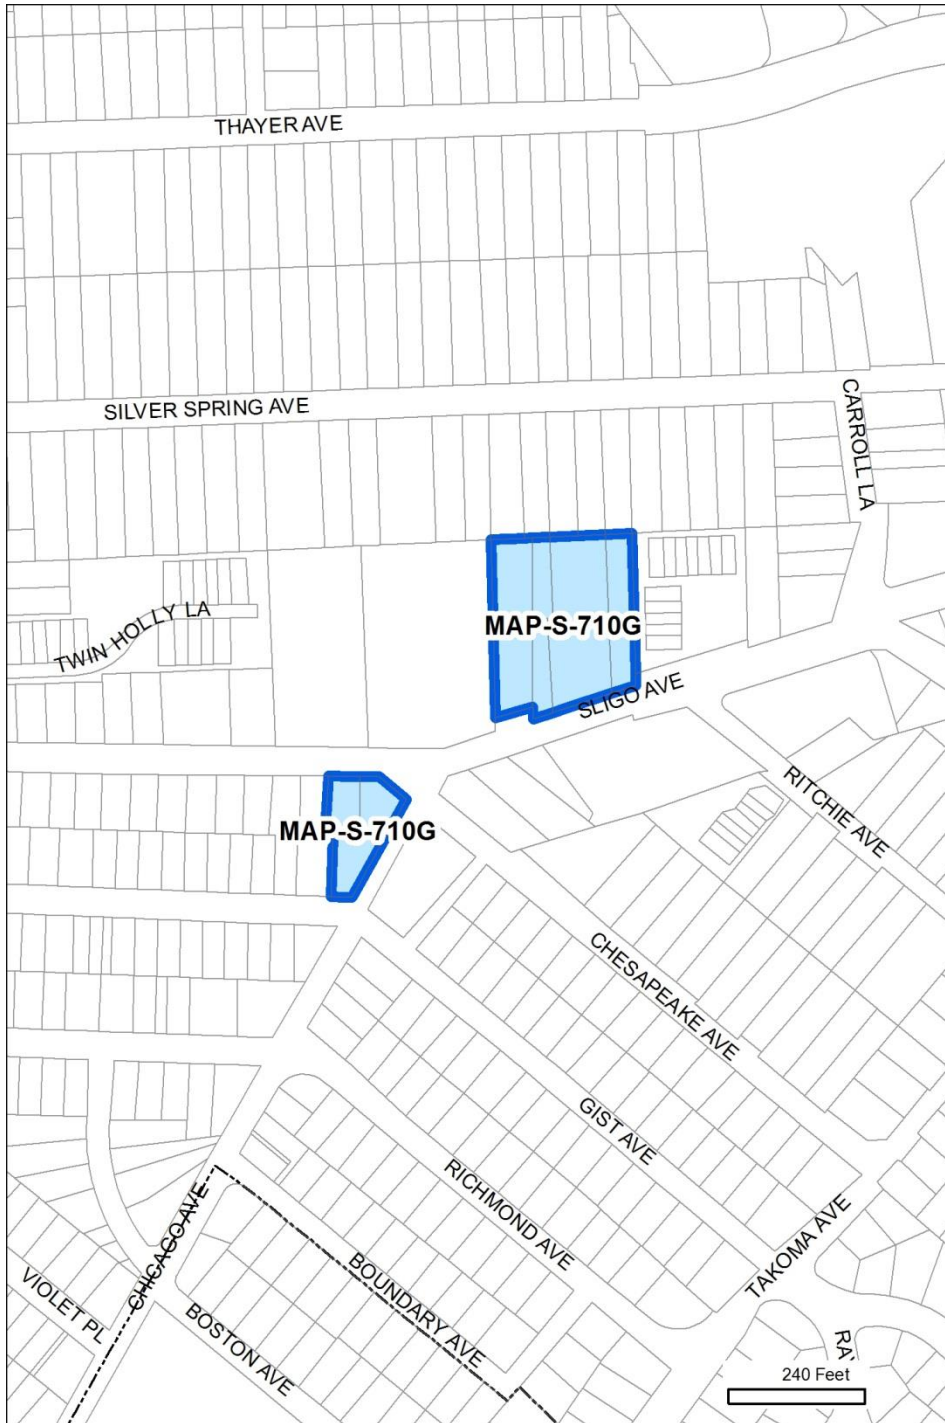 THAYER AVE
SILVER SPRING AVE
CARROLL LA
TWIN HOLLY LA
MAP-S-710G
SLIGO AVE
RITCHIE AVE
MAP-S-710G
CHESAPEAKE AVE
GIST AVE
RICHMOND AVE
TAKOMA AVE
CHICAGO AVE
BOUNDARY AVE
VIOLET PL
BOSTON AVE
240 Feet